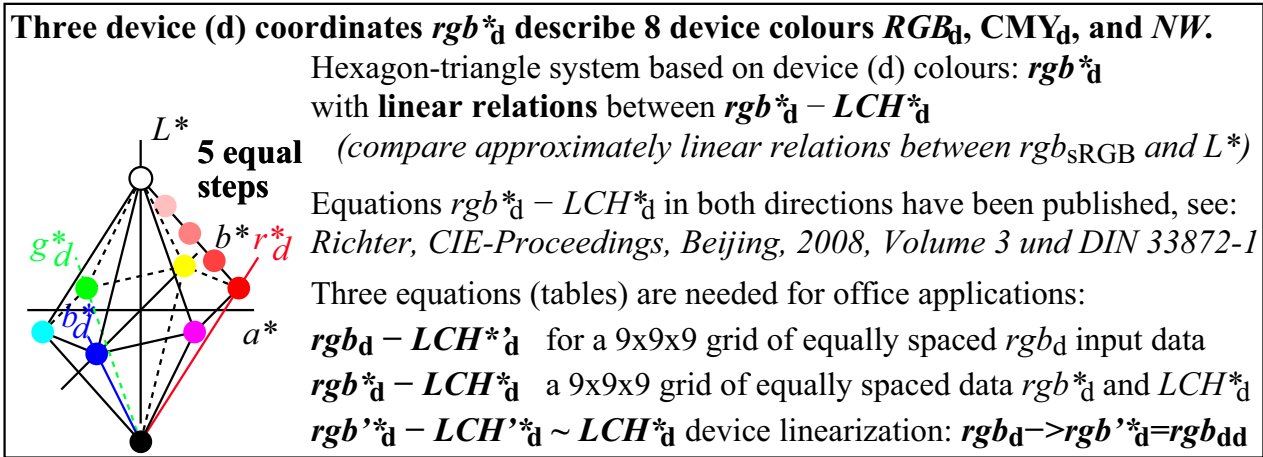 Three device (d) coordinates rgb*d describe 8 device colours RGBd, CMYd, and NW.
Hexagon-triangle system based on device (d) colours: rgb*d
with linear relations between rgb*d − LCH*d
(compare approximately linear relations between rgbsRGB and L*)
L*
5 equal
steps
Equations rgb*d − LCH*d in both directions have been published, see:
Richter, CIE-Proceedings, Beijing, 2008, Volume 3 und DIN 33872-1
b*
r*d
g*d
b*d
a*
Three equations (tables) are needed for office applications:
rgbd − LCH*'d for a 9x9x9 grid of equally spaced rgbd input data
rgb*d − LCH*d a 9x9x9 grid of equally spaced data rgb*d and LCH*d
rgb'*d − LCH'*d ~ LCH*d device linearization: rgbd−>rgb'*d=rgbdd